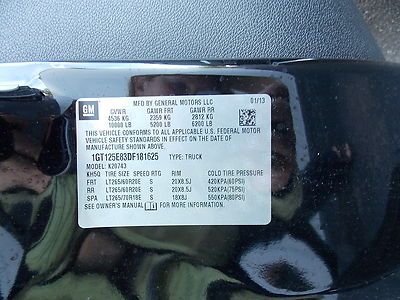 GM
MFD BY GENERAL MOTORS LLC 01/13
GVWR GAWR FRT GAWR RR
4536 KG 2359 KG 2812 KG
10000 LB 5200 LB 6200 LB
THIS VEHICLE CONFORMS TO ALL APPLICABLE U.S. FEDERAL MOTOR
VEHICLE SAFETY STANDARDS IN EFFECT ON THE DATE OF
MANUFACTURE SHOWN ABOVE.
1GT125E83DF181625 TYPE: TRUCK
MODEL: K20743
KH5Q TIRE SIZE SPEED RTG RIM COLD TIRE PRESSURE
FRT LT265/60R20E S 20X8.5J 420KPA(60PSI)
RR LT265/60R20E S 20X8.5J 520KPA(75PSI)
SPA LT265/70R18E S 18X8J 550KPA(80PSI)
SEE OWNER'S MANUAL